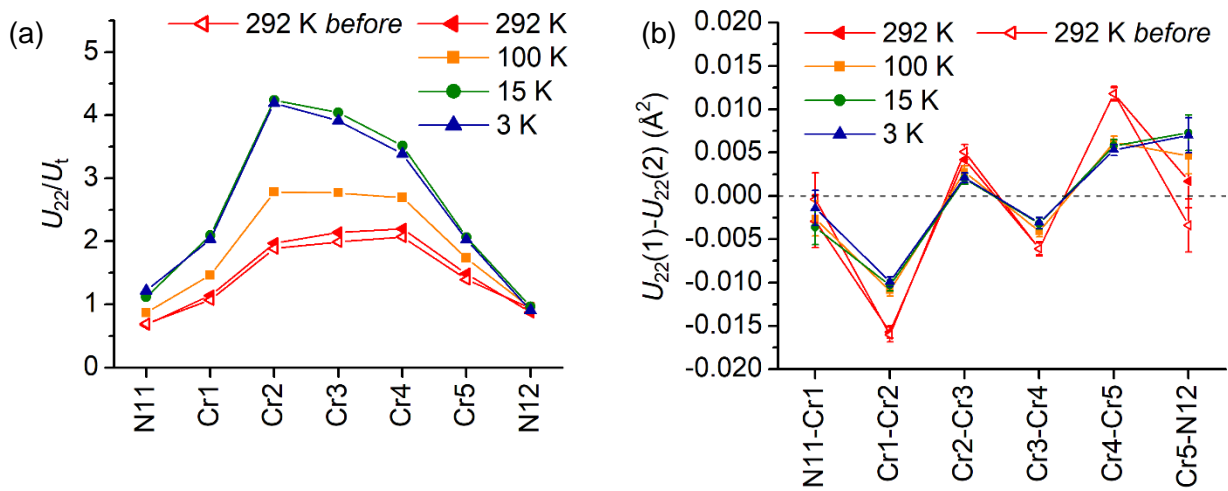 (a)
292 K before
292 K
100 K
15 K
3 K
U22/Ut
5
4
3
2
1
0
N11
Cr1
Cr2
Cr3
Cr4
Cr5
N12
(b)
292 K
292 K before
100 K
15 K
3 K
U22(1)-U22(2) (Å²)
0.020
0.015
0.010
0.005
0.000
-0.005
-0.010
-0.015
-0.020
N11-Cr1
Cr1-Cr2
Cr2-Cr3
Cr3-Cr4
Cr4-Cr5
Cr5-N12